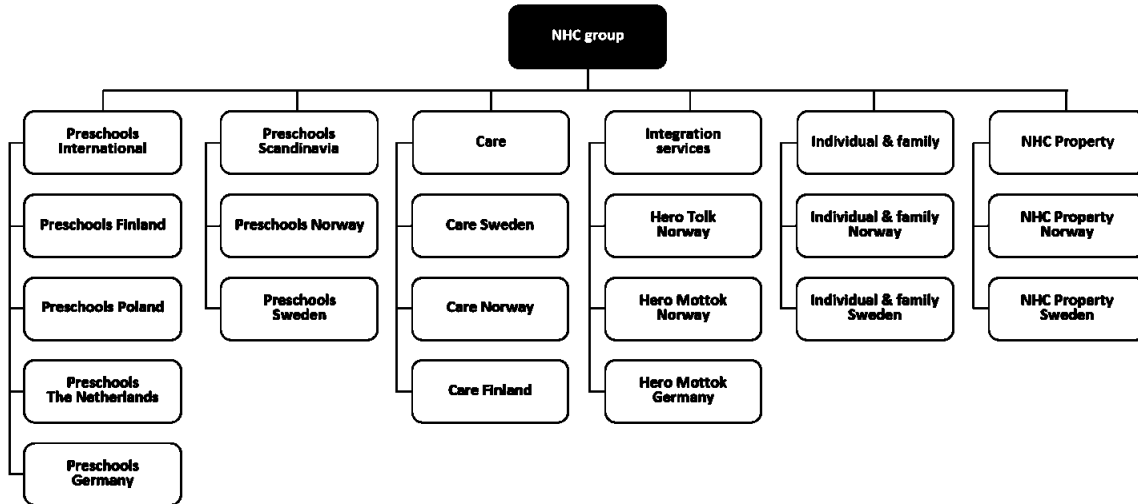 NHC group
Preschools
International
Preschools Finland
Preschools Poland
Preschools
The Netherlands
Preschools
Germany
Preschools
Scandinavia
Preschools Norway
Preschools
Sweden
Care
Care Sweden
Care Norway
Care Finland
Integration
services
Hero Tolk
Norway
Hero Mottok
Norway
Hero Mottok
Germany
Individual & family
Individual & family
Norway
Individual & family
Sweden
NHC Property
NHC Property
Norway
NHC Property
Sweden